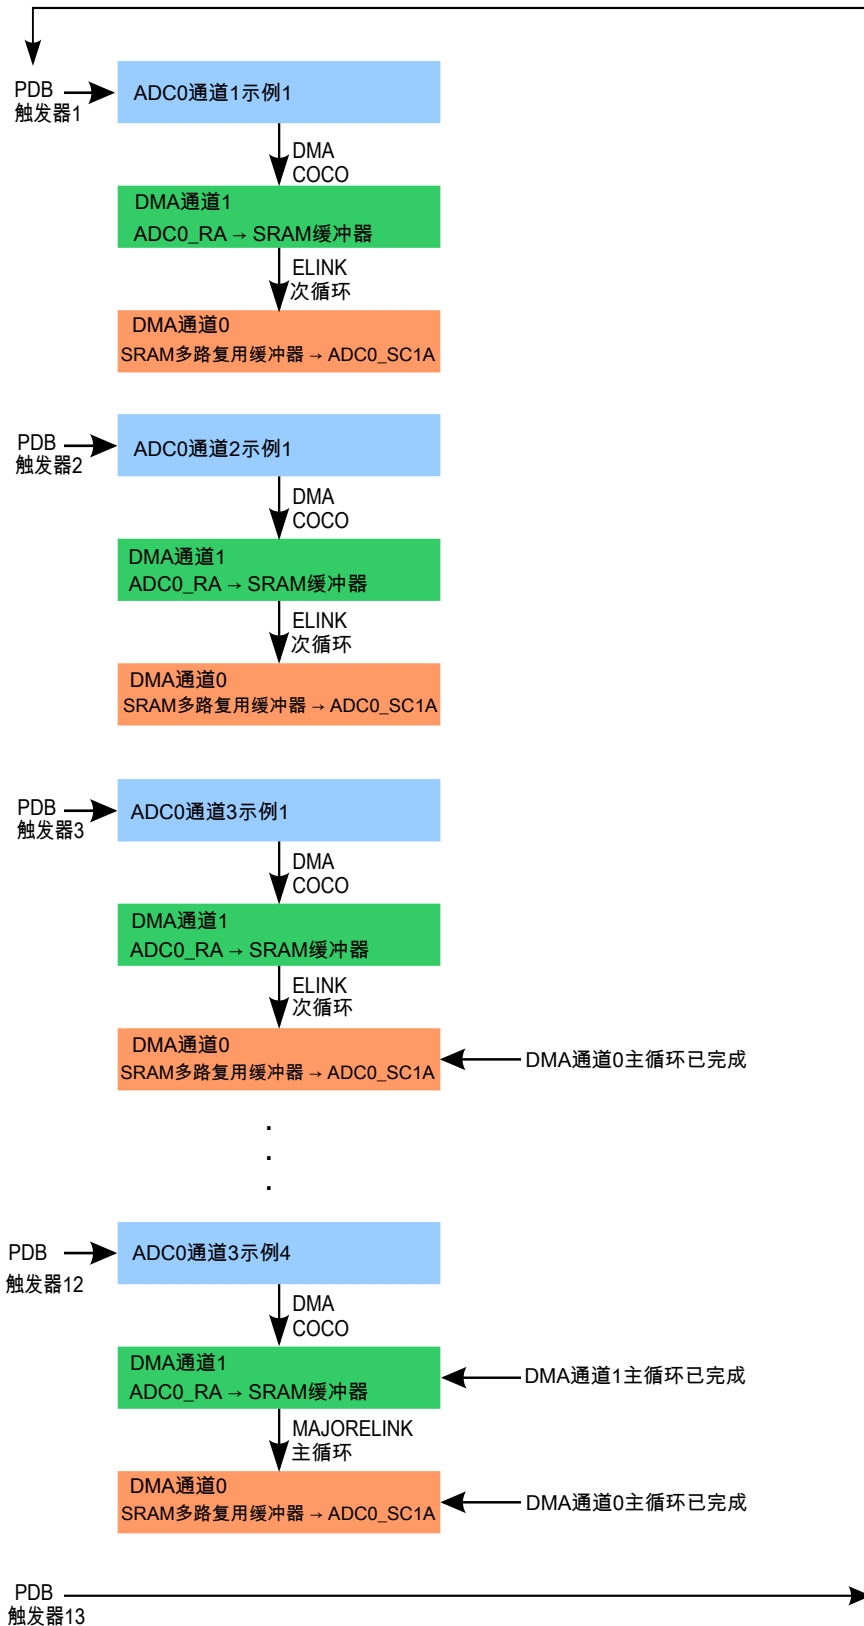 PDB
触发器1
ADC0通道1示例1
DMA
COCO
DMA通道1
ADC0_RA → SRAM缓冲器
ELINK
次循环
DMA通道0
SRAM多路复用缓冲器 → ADC0_SC1A
PDB
触发器2
ADC0通道2示例1
DMA
COCO
DMA通道1
ADC0_RA → SRAM缓冲器
ELINK
次循环
DMA通道0
SRAM多路复用缓冲器 → ADC0_SC1A
PDB
触发器3
ADC0通道3示例1
DMA
COCO
DMA通道1
ADC0_RA → SRAM缓冲器
ELINK
次循环
DMA通道0
SRAM多路复用缓冲器 → ADC0_SC1A
DMA通道0主循环已完成
.
.
.
PDB
触发器12
ADC0通道3示例4
DMA
COCO
DMA通道1
ADC0_RA → SRAM缓冲器
DMA通道1主循环已完成
MAJORELINK
主循环
DMA通道0
SRAM多路复用缓冲器 → ADC0_SC1A
DMA通道0主循环已完成
PDB
触发器13